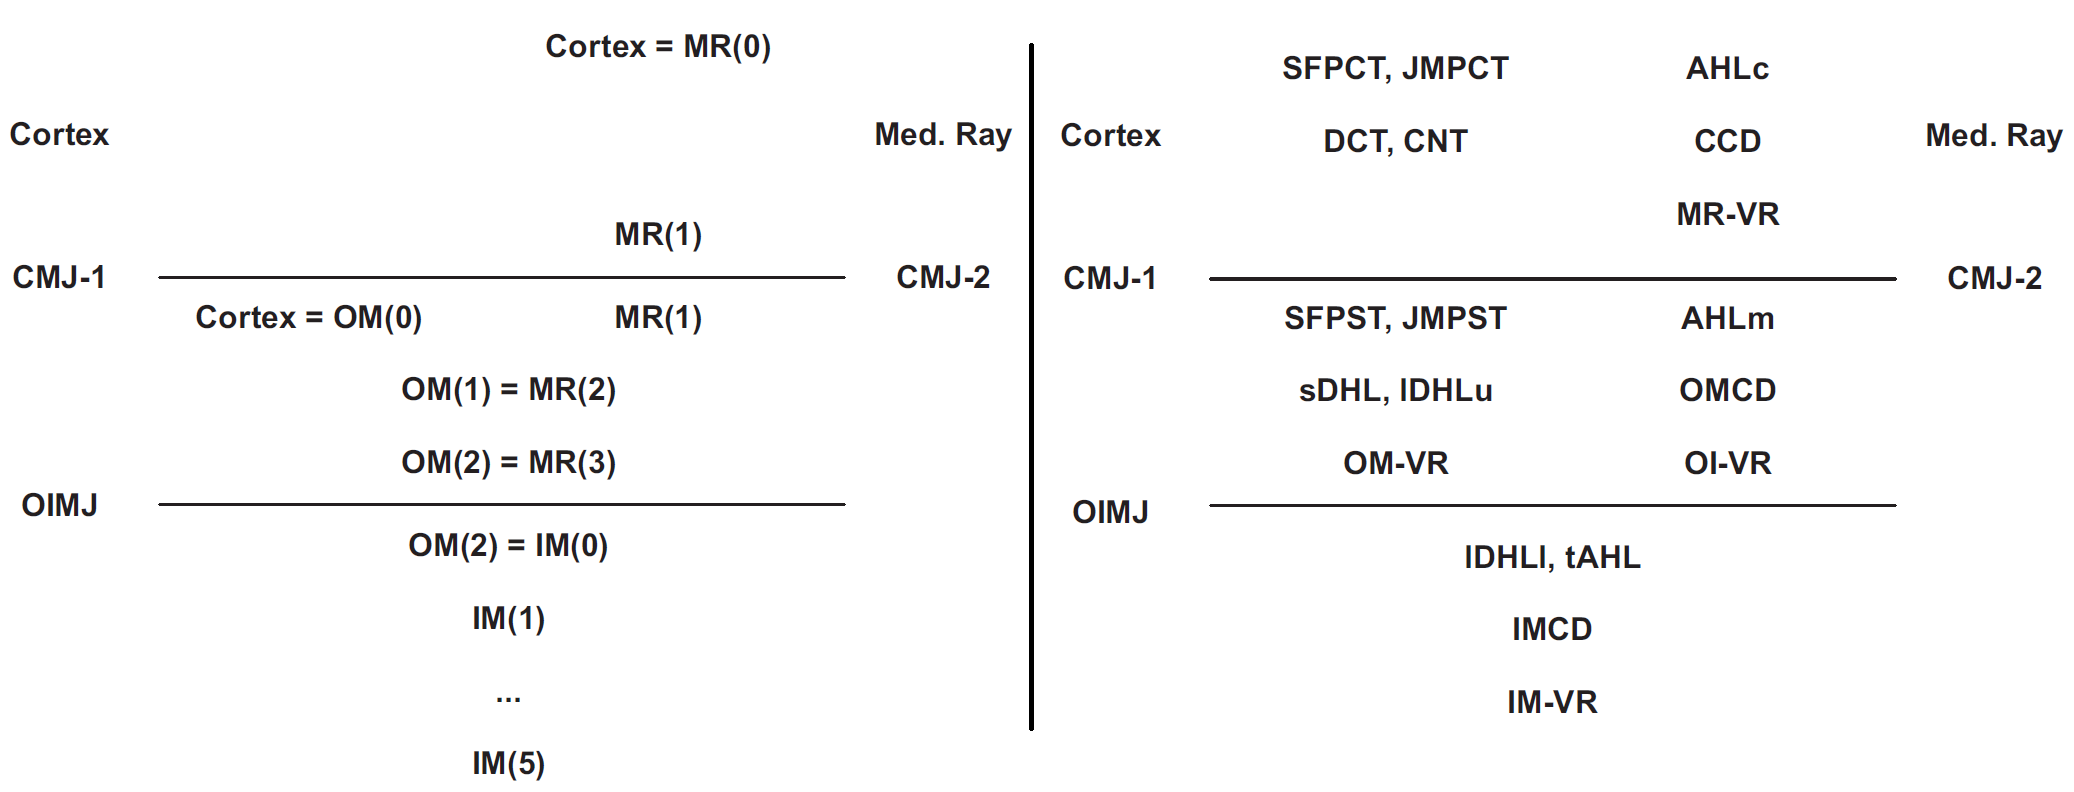 Cortex = MR(0)
Cortex
Med. Ray
MR(1)
CMJ-1
CMJ-2
Cortex = OM(0)
MR(1)
OM(1) = MR(2)
OM(2) = MR(3)
OIMJ
OM(2) = IM(0)
IM(1)
...
IM(5)
SFPCT, JMPCT
AHLc
Cortex
DCT, CNT
CCD
Med. Ray
MR-VR
CMJ-1
CMJ-2
SFPST, JMPST
AHLm
sDHL, lDHLu
OMCD
OM-VR
OI-VR
OIMJ
lDHLl, tAHL
IMCD
IM-VR